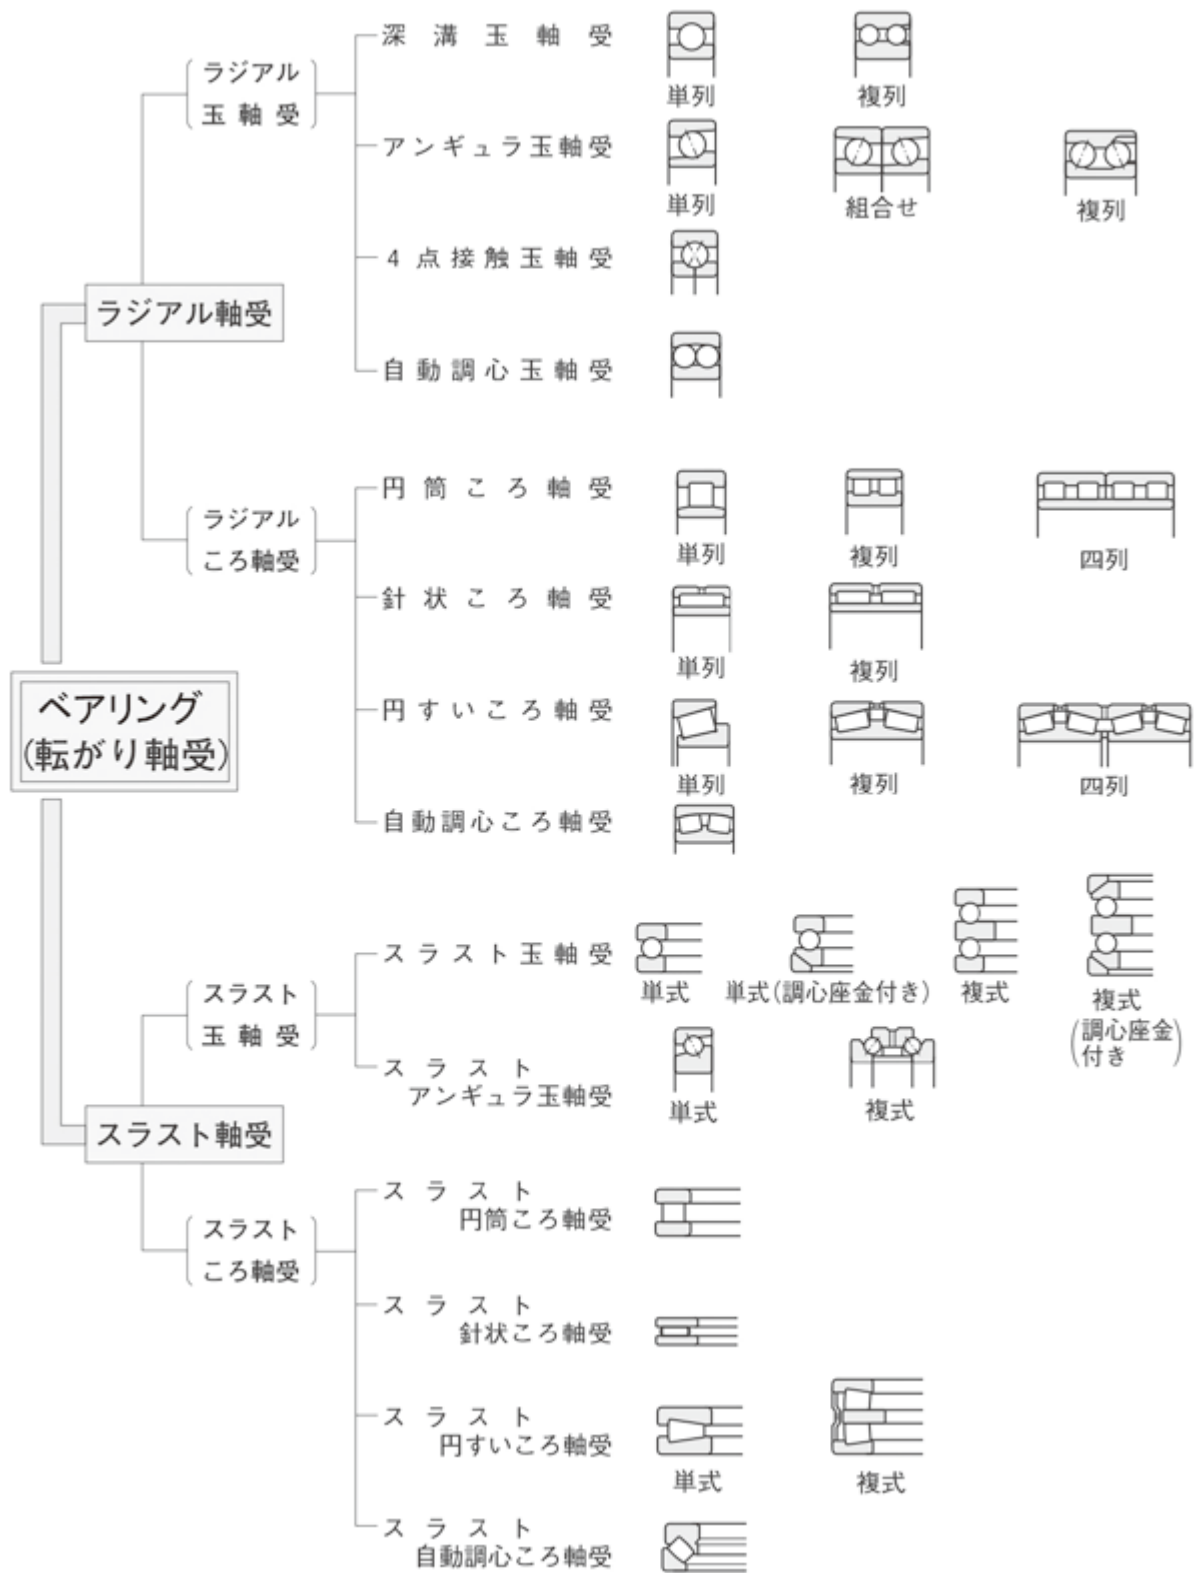 ベアリング
(転がり軸受)
ラジアル軸受
ラジアル
玉軸受
深溝玉軸受
単列
複列
アンギュラ玉軸受
単列
組合せ
複列
4点接触玉軸受
自動調心玉軸受
ラジアル
ころ軸受
円筒ころ軸受
単列
複列
四列
針状ころ軸受
単列
複列
円すいころ軸受
単列
複列
四列
自動調心ころ軸受
スラスト軸受
スラスト
玉軸受
スラスト玉軸受
単式
単式(調心座金付き)
複式
複式
(調心座金
付き)
スラスト
アンギュラ玉軸受
単式
複式
スラスト
ころ軸受
スラスト
円筒ころ軸受
スラスト
針状ころ軸受
スラスト
円すいころ軸受
単式
複式
スラスト
自動調心ころ軸受